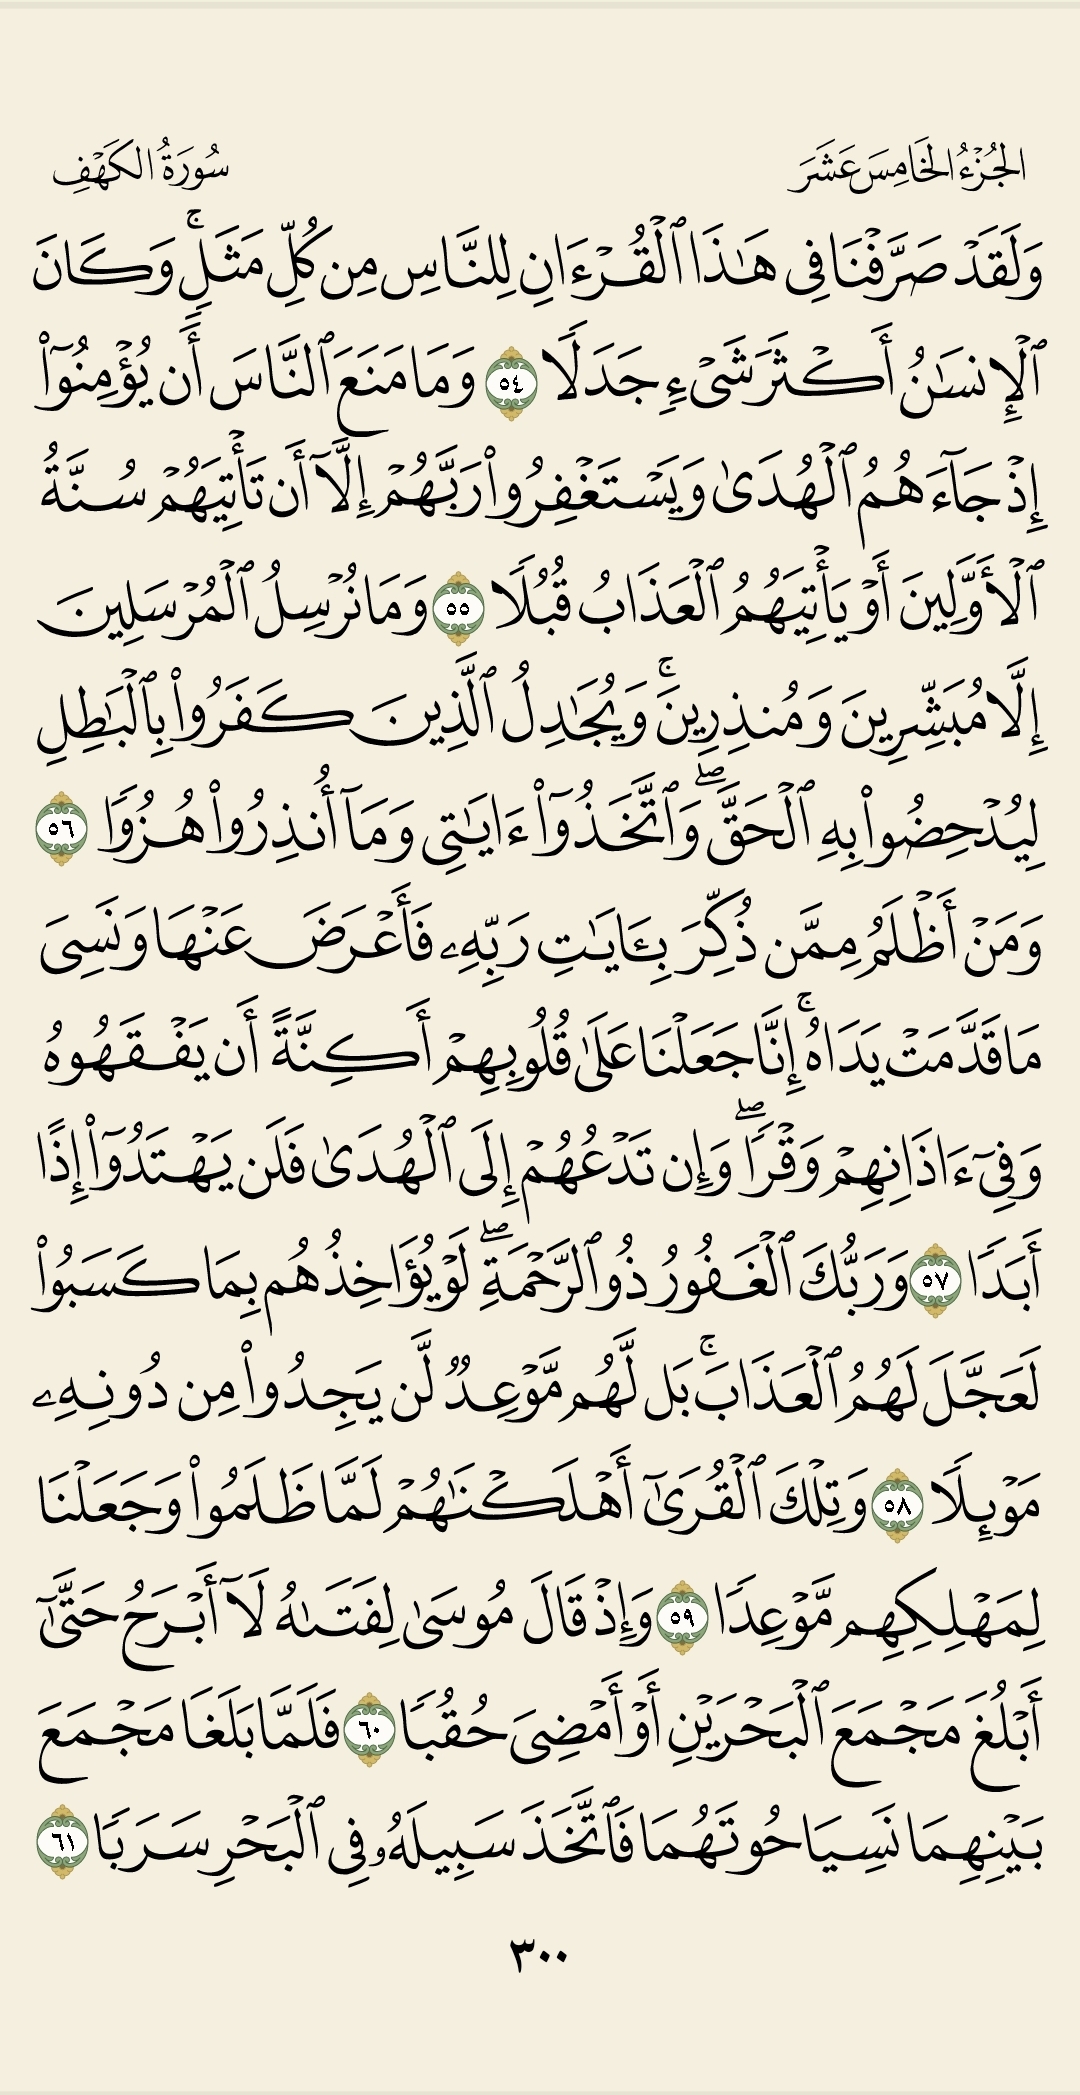 الجُزْءُ الخَامِسَ عَشَرَ
سُورَةُ الكَهْفِ
وَلَقَدْ صَرَّفْنَا فِى هَـٰذَا ٱلْقُرْءَانِ لِلنَّاسِ مِن كُلِّ مَثَلٍۚ وَكَانَ
ٱلْإِنسَـٰنُ أَكْثَرَ شَىْءٍ جَدَلًا ٥٤ وَمَا مَنَعَ ٱلنَّاسَ أَن يُؤْمِنُوٓا۟
إِذْ جَآءَهُمُ ٱلْهُدَىٰ وَيَسْتَغْفِرُوا۟ رَبَّهُمْ إِلَّآ أَن تَأْتِيَهُمْ سُنَّةُ
ٱلْأَوَّلِينَ أَوْ يَأْتِيَهُمُ ٱلْعَذَابُ قُبُلًا ٥٥ وَمَا نُرْسِلُ ٱلْمُرْسَلِينَ
إِلَّا مُبَشِّرِينَ وَمُنذِرِينَۚ وَيُجَـٰدِلُ ٱلَّذِينَ كَفَرُوا۟ بِٱلْبَـٰطِلِ
لِيُدْحِضُوا۟ بِهِ ٱلْحَقَّۖ وَٱتَّخَذُوٓا۟ ءَايَـٰتِى وَمَآ أُنذِرُوا۟ هُزُوًا ٥٦
وَمَنْ أَظْلَمُ مِمَّن ذُكِّرَ بِـَٔايَـٰتِ رَبِّهِۦ فَأَعْرَضَ عَنْهَا وَنَسِىَ
مَا قَدَّمَتْ يَدَاهُۚ إِنَّا جَعَلْنَا عَلَىٰ قُلُوبِهِمْ أَكِنَّةً أَن يَفْقَهُوهُ
وَفِىٓ ءَاذَانِهِمْ وَقْرًاۖ وَإِن تَدْعُهُمْ إِلَى ٱلْهُدَىٰ فَلَن يَهْتَدُوٓا۟ إِذًا
أَبَدًا ٥٧ وَرَبُّكَ ٱلْغَفُورُ ذُو ٱلرَّحْمَةِۖ لَوْ يُؤَاخِذُهُم بِمَا كَسَبُوا۟
لَعَجَّلَ لَهُمُ ٱلْعَذَابَۚ بَل لَّهُم مَّوْعِدٌ لَّن يَجِدُوا۟ مِن دُونِهِۦ
مَوْئِلًا ٥٨ وَتِلْكَ ٱلْقُرَىٰٓ أَهْلَكْنَـٰهُمْ لَمَّا ظَلَمُوا۟ وَجَعَلْنَا
لِمَهْلِكِهِم مَّوْعِدًا ٥٩ وَإِذْ قَالَ مُوسَىٰ لِفَتَىٰهُ لَآ أَبْرَحُ حَتَّىٰٓ
أَبْلُغَ مَجْمَعَ ٱلْبَحْرَيْنِ أَوْ أَمْضِىَ حُقُبًا ٦٠ فَلَمَّا بَلَغَا مَجْمَعَ
بَيْنِهِمَا نَسِيَا حُوتَهُمَا فَٱتَّخَذَ سَبِيلَهُۥ فِى ٱلْبَحْرِ سَرَبًا ٦١
٣٠٠